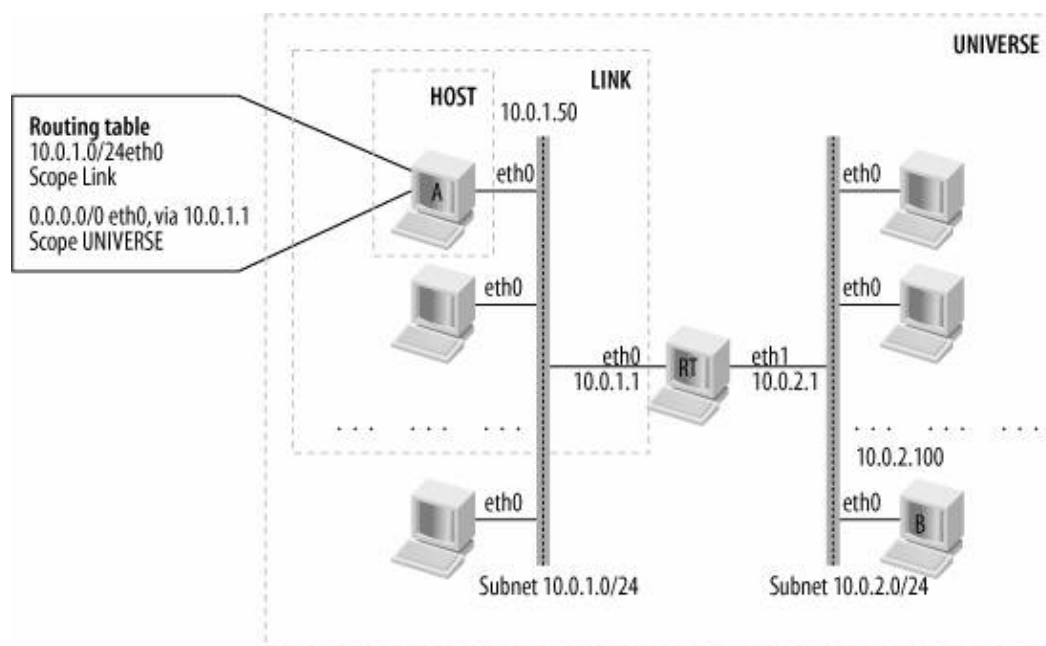 UNIVERSE
LINK
HOST
10.0.1.50
Routing table
10.0.1.0/24eth0
Scope Link
0.0.0.0/0 eth0, via 10.0.1.1
Scope UNIVERSE
A
eth0
eth0
eth0
eth0
eth0
10.0.1.1
RT
eth1
10.0.2.1
... ... ...
... ... ...
10.0.2.100
eth0
eth0
B
Subnet 10.0.1.0/24
Subnet 10.0.2.0/24